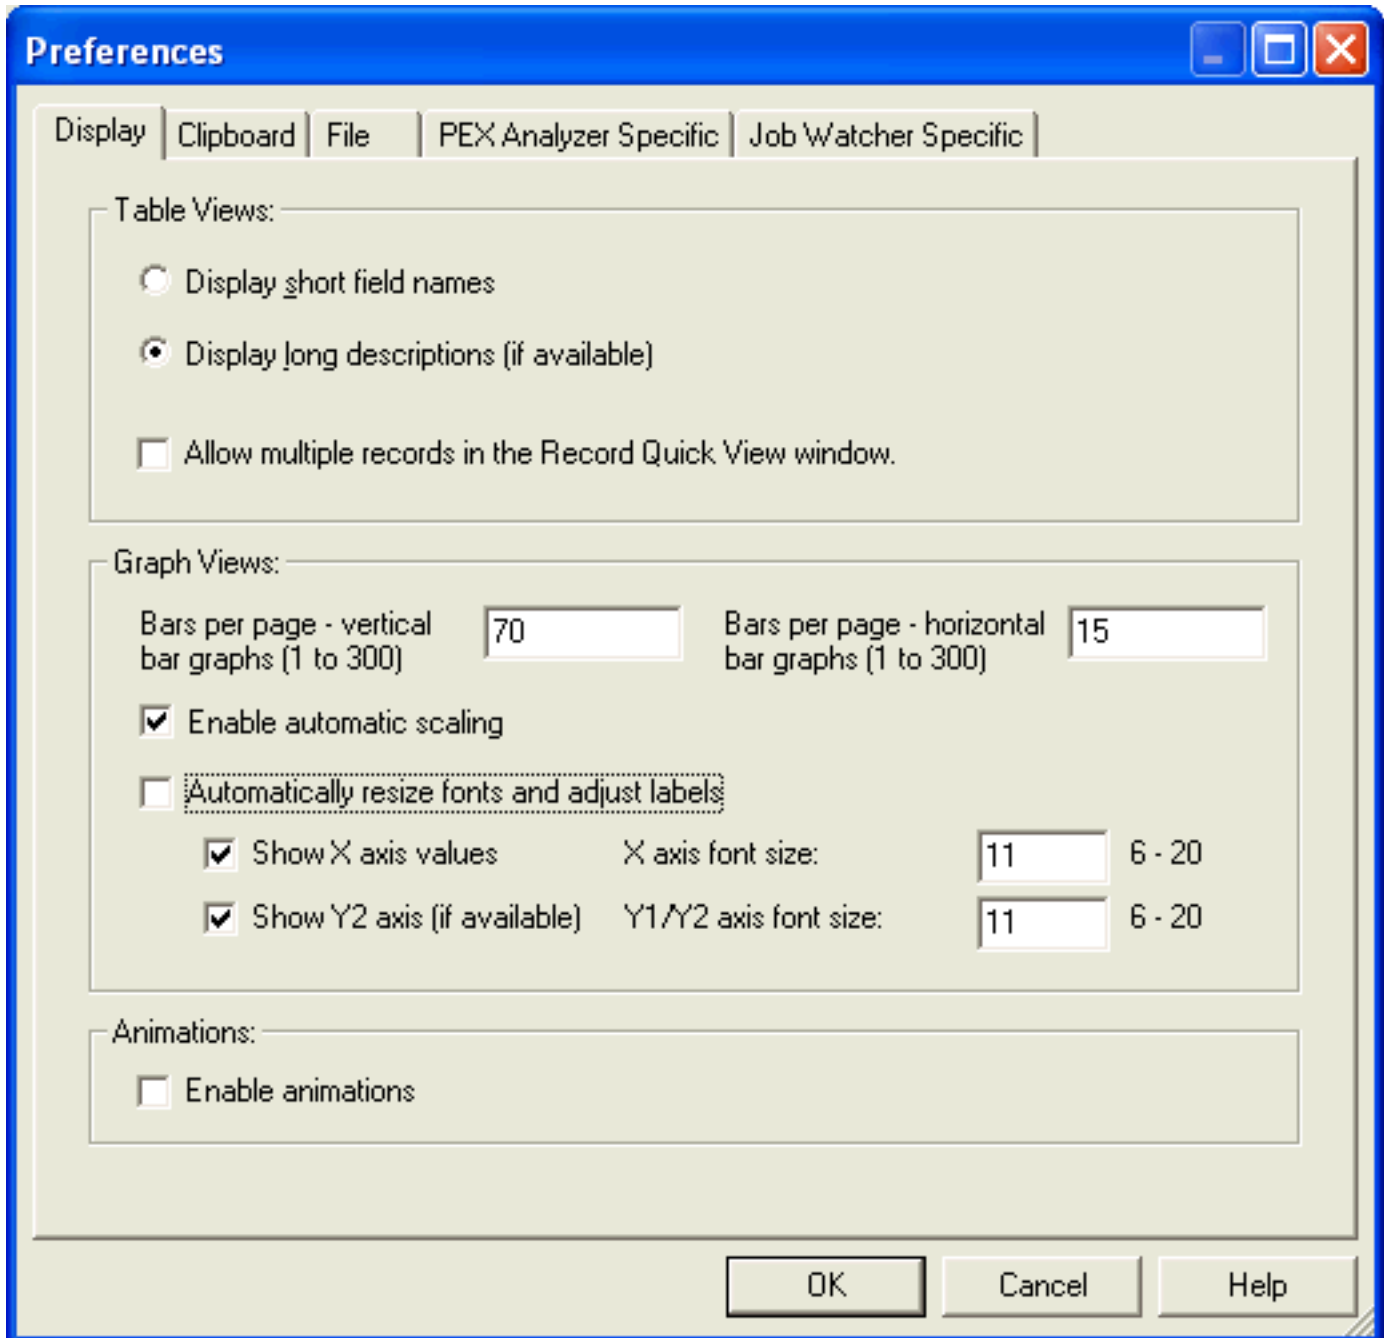 Preferences
Display Clipboard File PEX Analyzer Specific Job Watcher Specific
Table Views:
Display short field names
Display long descriptions (if available)
Allow multiple records in the Record Quick View window.
Graph Views:
Bars per page - vertical
bar graphs (1 to 300)
70
Bars per page - horizontal
bar graphs (1 to 300)
15
Enable automatic scaling
Automatically resize fonts and adjust labels
Show X axis values X axis font size: 11 6 - 20
Show Y2 axis (if available) Y1/Y2 axis font size: 11 6 - 20
Animations:
Enable animations
OK Cancel Help